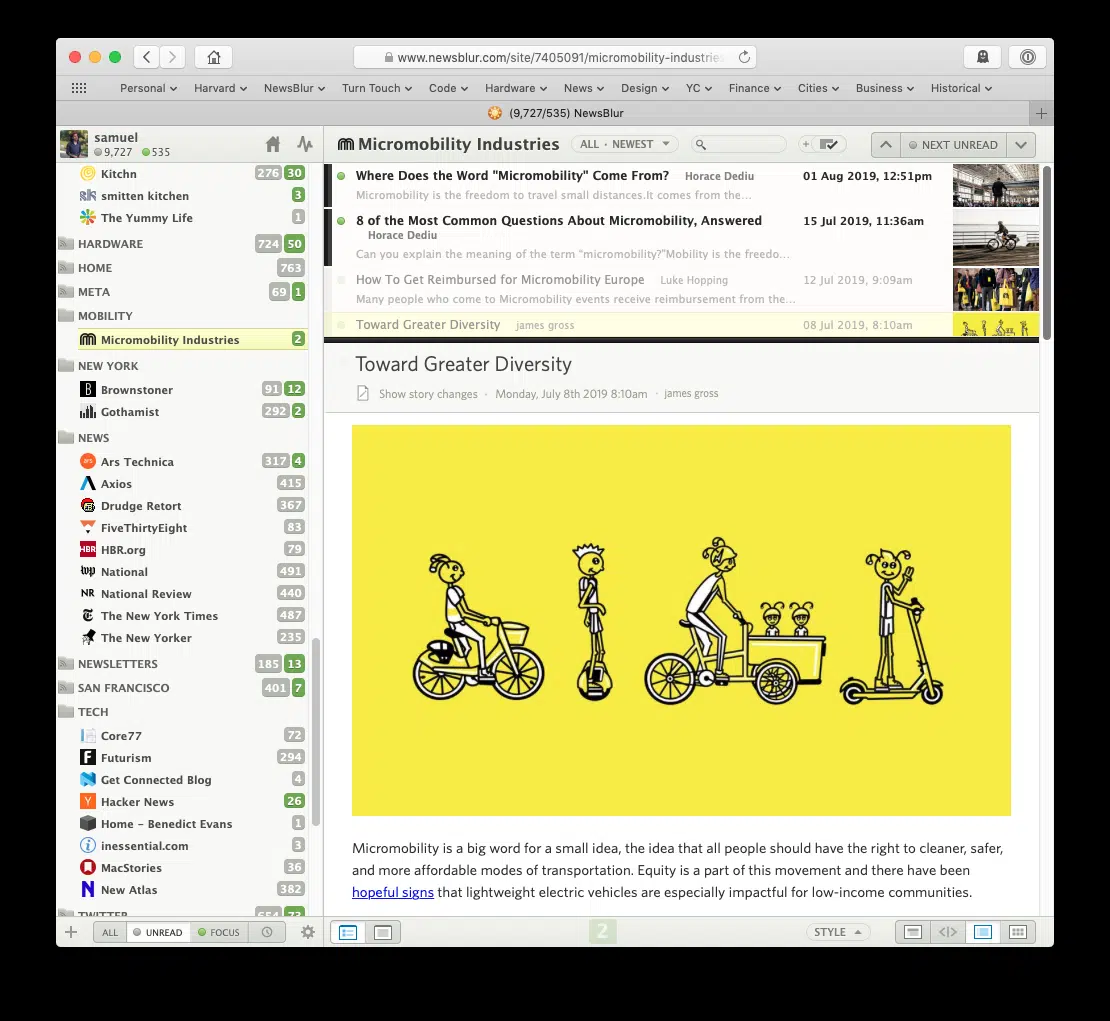 www.newsblur.com/site/7405091/micromobility-industries
Personal Harvard NewsBlur Turn Touch Code Hardware News Design YC Finance Cities Business Historical
(9,727/535) NewsBlur
samuel
9,727 535
Kitchn 276 30
smitten kitchen 3
The Yummy Life 1
HARDWARE 724 50
HOME 763
META 69 1
MOBILITY
Micromobility Industries 2
NEW YORK
Brownstoner 91 12
Gothamist 292 2
NEWS
Ars Technica 317 4
Axios 415
Drudge Retort 367
FiveThirtyEight 83
HBR HBR.org 79
wp National 491
NR National Review 440
The New York Times 487
The New Yorker 235
NEWSLETTERS 185 13
SAN FRANCISCO 401 7
TECH
Core77 72
F Futurism 294
Get Connected Blog 4
Y Hacker News 26
Home – Benedict Evans 1
inessential.com 3
MacStories 36
N New Atlas 382
TWITTER 654 73
ALL UNREAD FOCUS
Micromobility Industries ALL · NEWEST NEXT UNREAD
Where Does the Word "Micromobility" Come From? Horace Dediu 01 Aug 2019, 12:51pm
Micromobility is the freedom to travel small distances.It comes from the...
8 of the Most Common Questions About Micromobility, Answered 15 Jul 2019, 11:36am
Horace Dediu
Can you explain the meaning of the term "micromobility?"Mobility is the freedo...
How To Get Reimbursed for Micromobility Europe Luke Hopping 12 Jul 2019, 9:09am
Many people who come to Micromobility events receive reimbursement from the...
Toward Greater Diversity james gross 08 Jul 2019, 8:10am
Toward Greater Diversity
Show story changes · Monday, July 8th 2019 8:10am · james gross
Micromobility is a big word for a small idea, the idea that all people should have the right to cleaner, safer,
and more affordable modes of transportation. Equity is a part of this movement and there have been
hopeful signs that lightweight electric vehicles are especially impactful for low-income communities.
2
STYLE